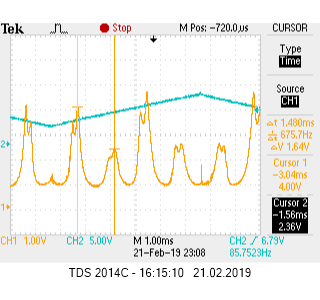 Tek Stop M Pos: -720.0us CURSOR
Type
Time
Source
CH1
Δt 1.480ms
675.7Hz
ΔV 1.64V
Cursor 1
-3.04ms
4.00V
Cursor 2
-1.56ms
2.36V
2
1
CH1 1.00V CH2 5.00V M 1.00ms CH2 / 6.79V
21-Feb-19 23:08 85.7523Hz
TDS 2014C - 16:15:10 21.02.2019